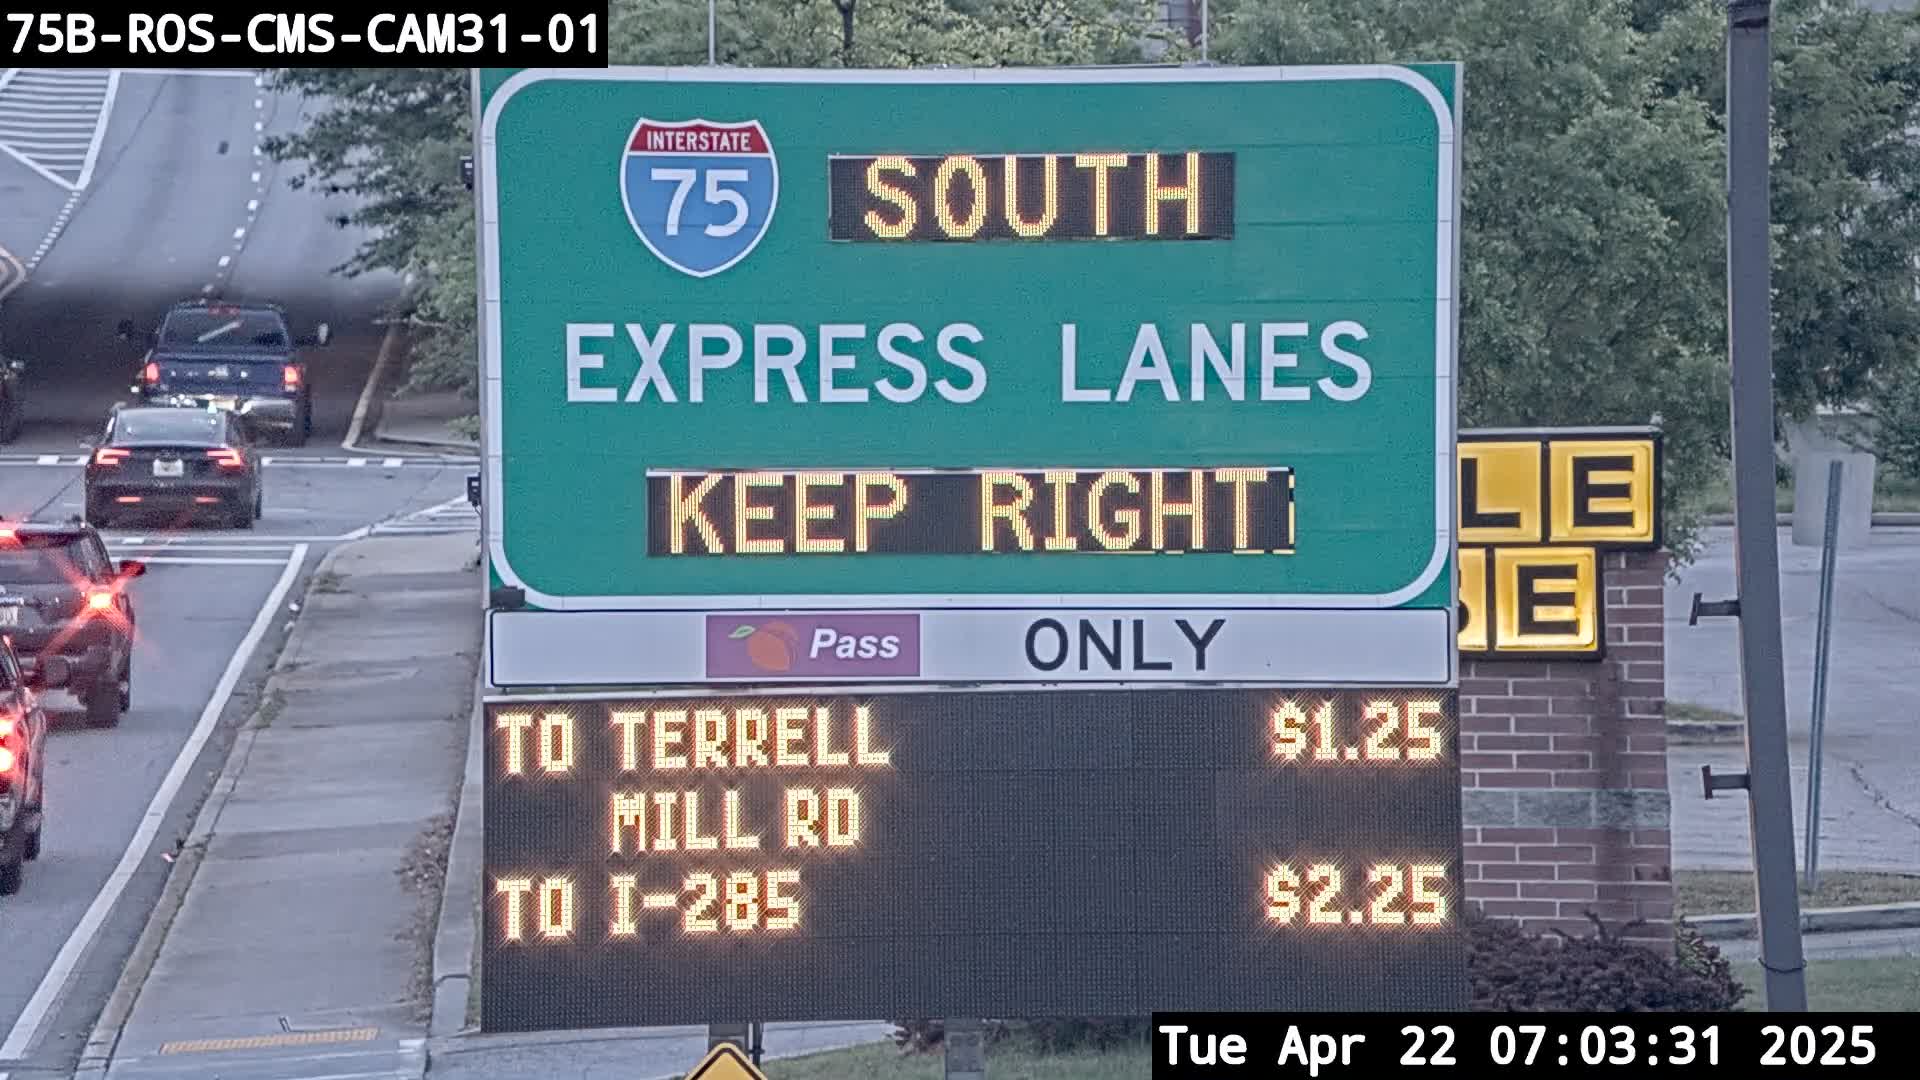 75B-ROS-CMS-CAM31-01
INTERSTATE
75
SOUTH
EXPRESS LANES
KEEP RIGHT
LE
E
Pass ONLY
TO TERRELL $1.25
MILL RD
TO I-285 $2.25
Tue Apr 22 07:03:31 2025